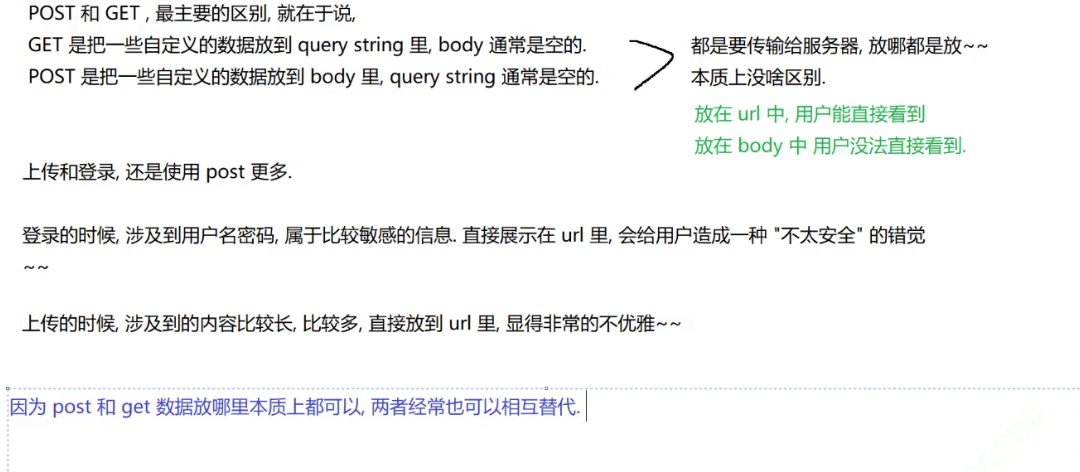 POST 和 GET , 最主要的区别, 就在于说,
GET 是把一些自定义的数据放到 query string 里, body 通常是空的.
POST 是把一些自定义的数据放到 body 里, query string 通常是空的.
都是要传输给服务器, 放哪都是放~~
本质上没啥区别.
放在 url 中, 用户能直接看到
放在 body 中 用户没法直接看到.
上传和登录, 还是使用 post 更多.
登录的时候, 涉及到用户名密码, 属于比较敏感的信息. 直接展示在 url 里, 会给用户造成一种 "不太安全" 的错觉
~~
上传的时候, 涉及到的内容比较长, 比较多, 直接放到 url 里, 显得非常的不优雅~~
因为 post 和 get 数据放哪里本质上都可以, 两者经常也可以相互替代.